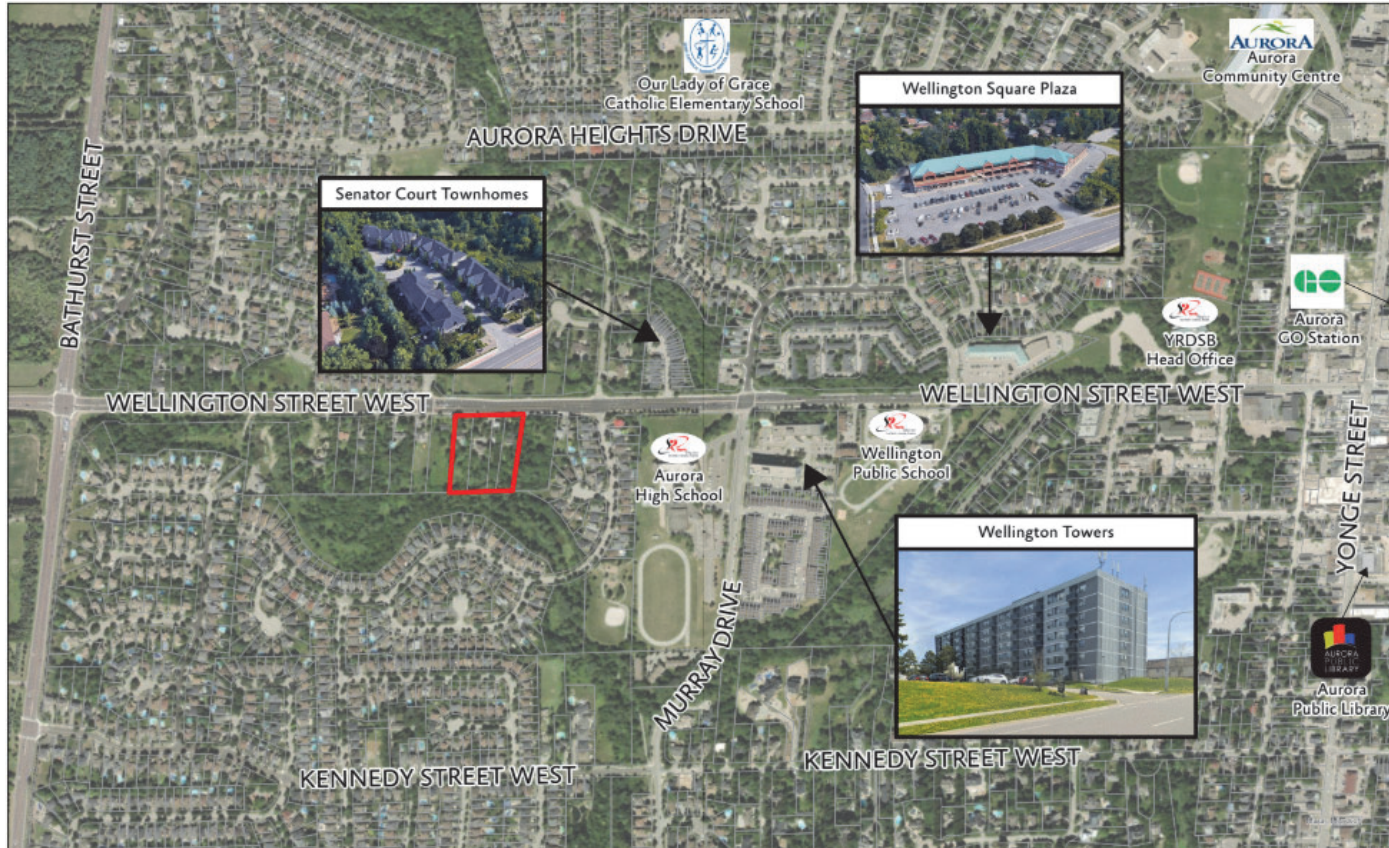 Our Lady of Grace
Catholic Elementary School
AURORA
Aurora
Community Centre
Wellington Square Plaza
AURORA HEIGHTS DRIVE
Senator Court Townhomes
BATHURST STREET
GO
Aurora
GO Station
YRDSB
Head Office
WELLINGTON STREET WEST
WELLINGTON STREET WEST
Aurora
High School
Wellington
Public School
YONGE STREET
Wellington Towers
MURRAY DRIVE
AURORA
PUBLIC
LIBRARY
Aurora
Public Library
KENNEDY STREET WEST
KENNEDY STREET WEST